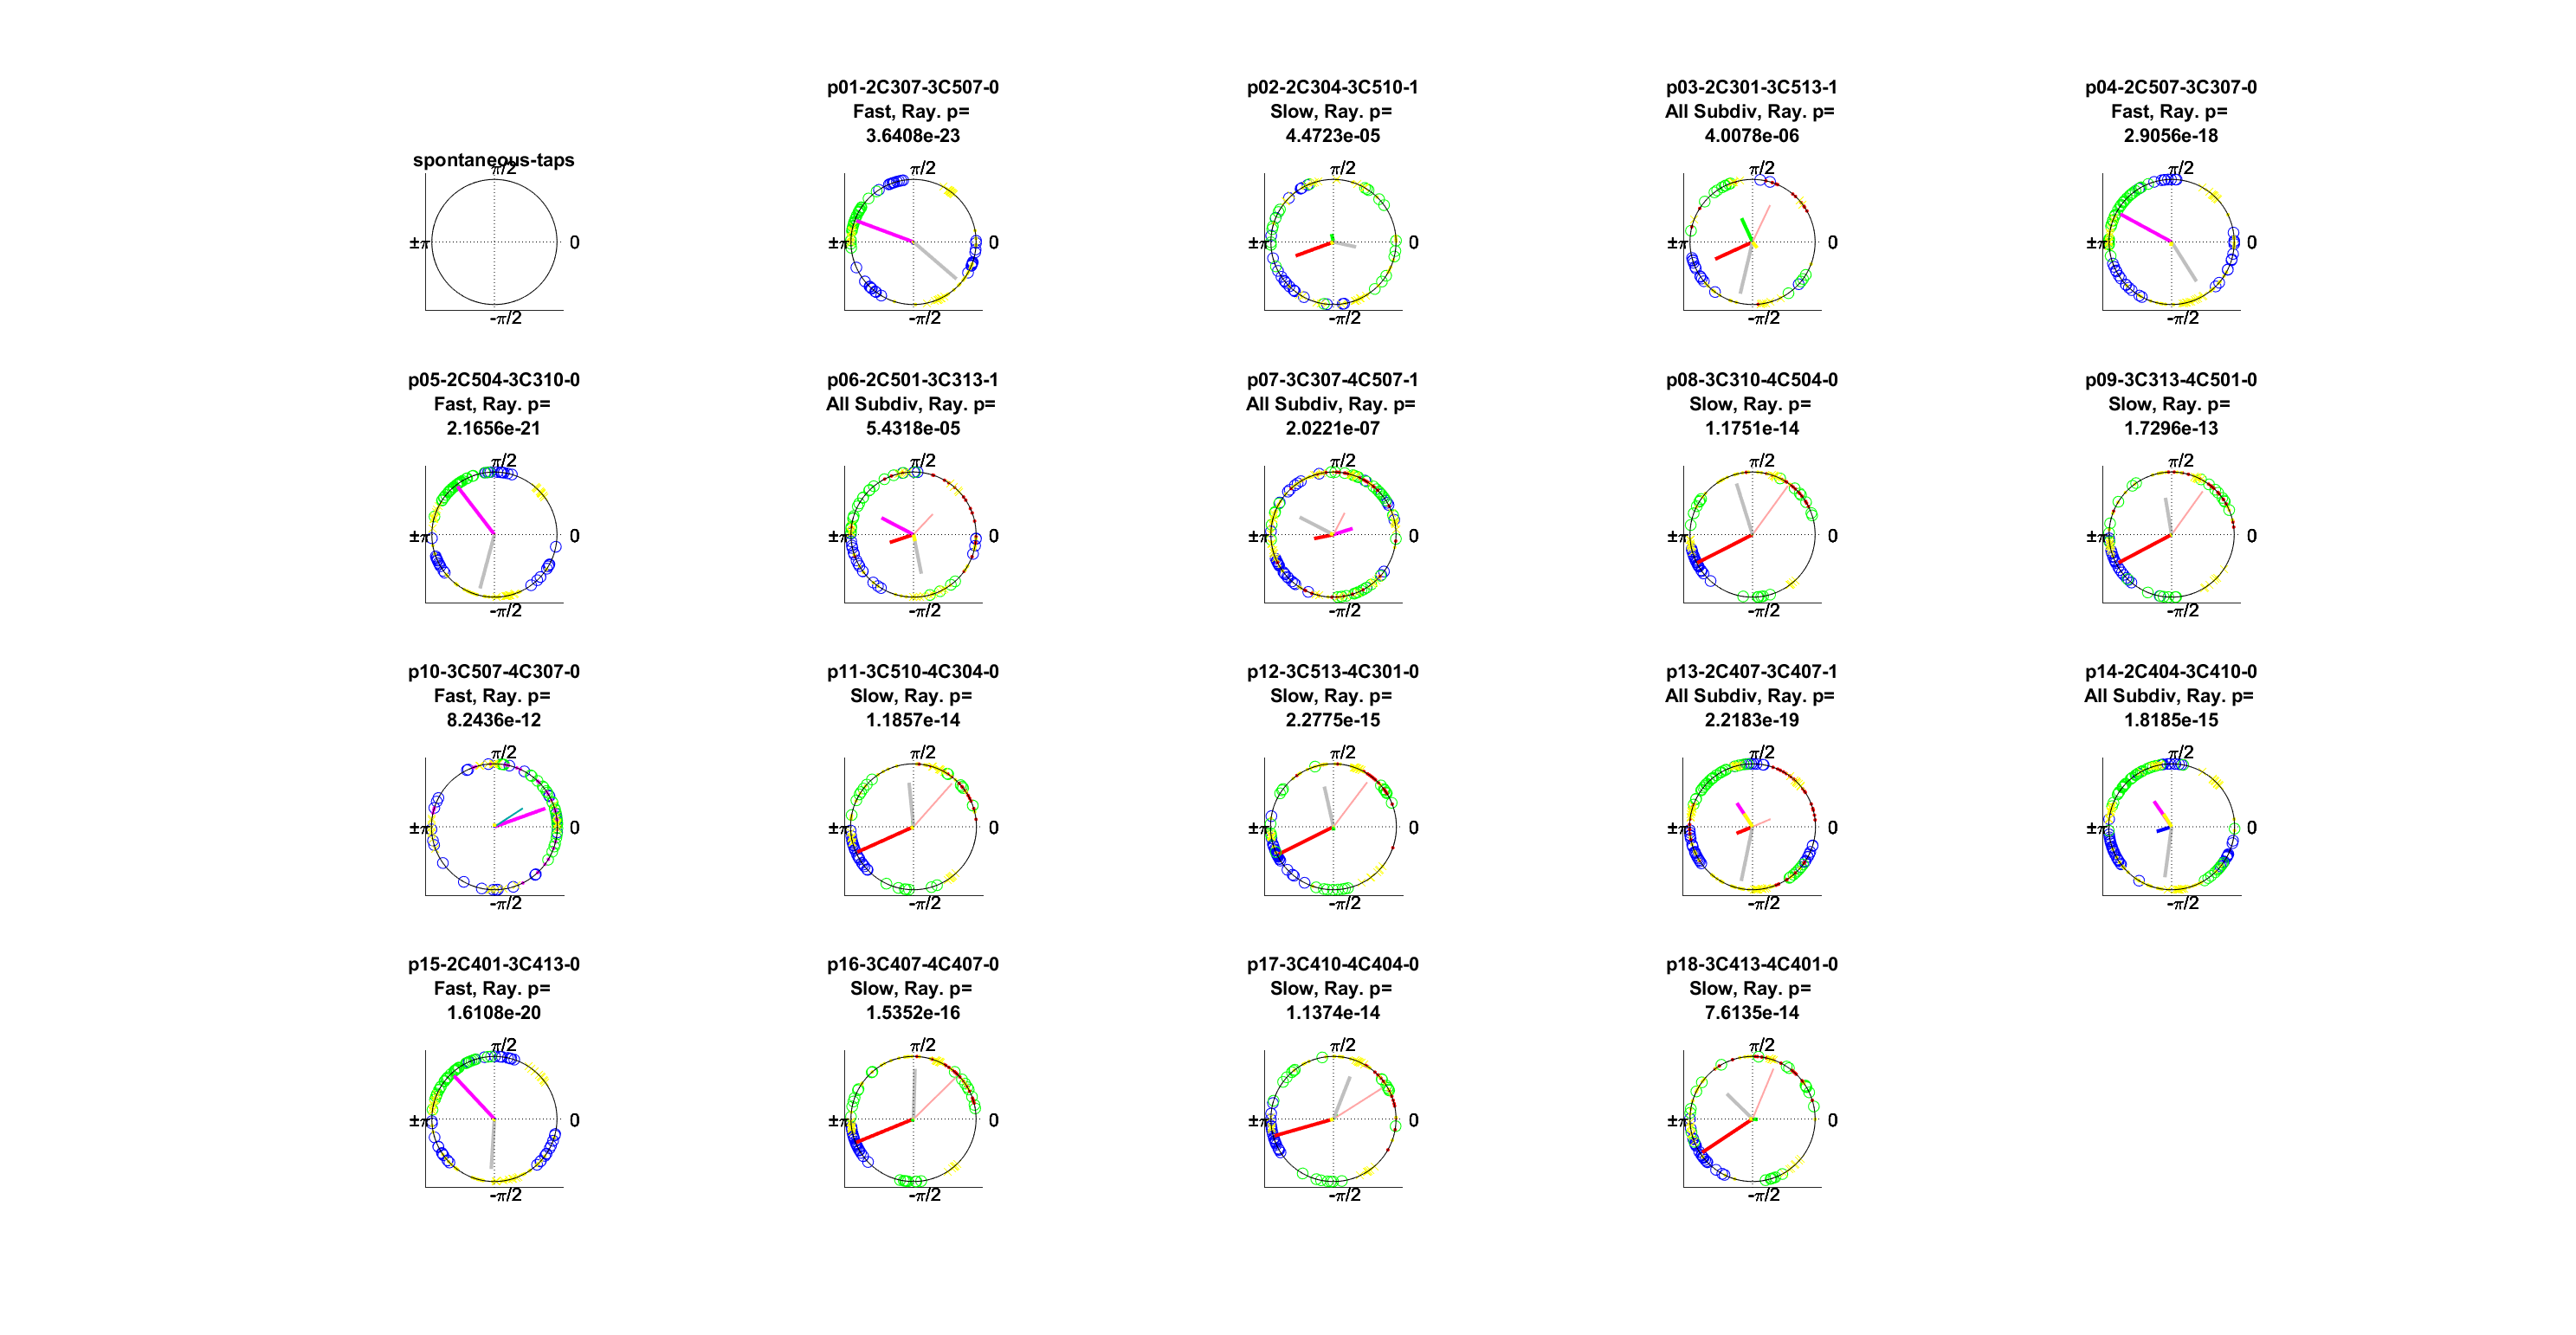 p01-2C307-3C507-0
Fast, Ray. p=
3.6408e-23
p02-2C304-3C510-1
Slow, Ray. p=
4.4723e-05
p03-2C301-3C513-1
All Subdiv, Ray. p=
4.0078e-06
p04-2C507-3C307-0
Fast, Ray. p=
2.9056e-18
spontaneous-taps
π/2
±π
0
-π/2
π/2
±π
0
-π/2
π/2
±π
0
-π/2
π/2
±π
0
-π/2
π/2
±π
0
-π/2
p05-2C504-3C310-0
Fast, Ray. p=
2.1656e-21
π/2
±π
0
-π/2
p06-2C501-3C313-1
All Subdiv, Ray. p=
5.4318e-05
π/2
±π
0
-π/2
p07-3C307-4C507-1
All Subdiv, Ray. p=
2.0221e-07
π/2
±π
0
-π/2
p08-3C310-4C504-0
Slow, Ray. p=
1.1751e-14
π/2
±π
0
-π/2
p09-3C313-4C501-0
Slow, Ray. p=
1.7296e-13
π/2
±π
0
-π/2
p10-3C507-4C307-0
Fast, Ray. p=
8.2436e-12
π/2
±π
0
-π/2
p11-3C510-4C304-0
Slow, Ray. p=
1.1857e-14
π/2
±π
0
-π/2
p12-3C513-4C301-0
Slow, Ray. p=
2.2775e-15
π/2
±π
0
-π/2
p13-2C407-3C407-1
All Subdiv, Ray. p=
2.2183e-19
π/2
±π
0
-π/2
p14-2C404-3C410-0
All Subdiv, Ray. p=
1.8185e-15
π/2
±π
0
-π/2
p15-2C401-3C413-0
Fast, Ray. p=
1.6108e-20
π/2
±π
0
-π/2
p16-3C407-4C407-0
Slow, Ray. p=
1.5352e-16
π/2
±π
0
-π/2
p17-3C410-4C404-0
Slow, Ray. p=
1.1374e-14
π/2
±π
0
-π/2
p18-3C413-4C401-0
Slow, Ray. p=
7.6135e-14
π/2
±π
0
-π/2